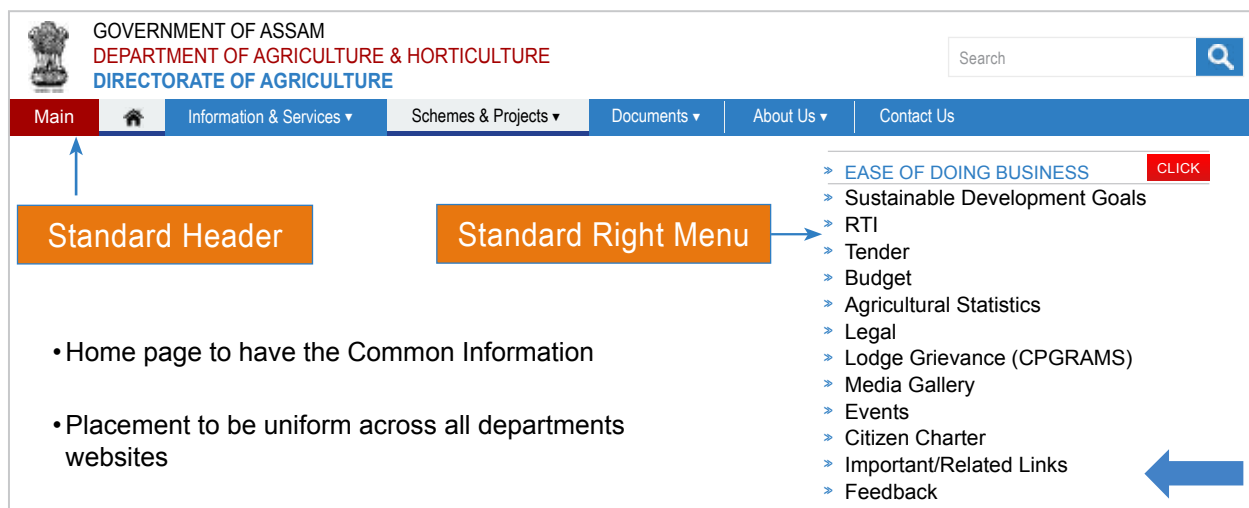 GOVERNMENT OF ASSAM
DEPARTMENT OF AGRICULTURE & HORTICULTURE
DIRECTORATE OF AGRICULTURE
Search
Main
Information & Services ▾
Schemes & Projects ▾
Documents ▾
About Us ▾
Contact Us
Standard Header
Standard Right Menu
•Home page to have the Common Information
•Placement to be uniform across all departments
websites
» EASE OF DOING BUSINESS
CLICK
» Sustainable Development Goals
» RTI
» Tender
» Budget
» Agricultural Statistics
» Legal
» Lodge Grievance (CPGRAMS)
» Media Gallery
» Events
» Citizen Charter
» Important/Related Links
» Feedback